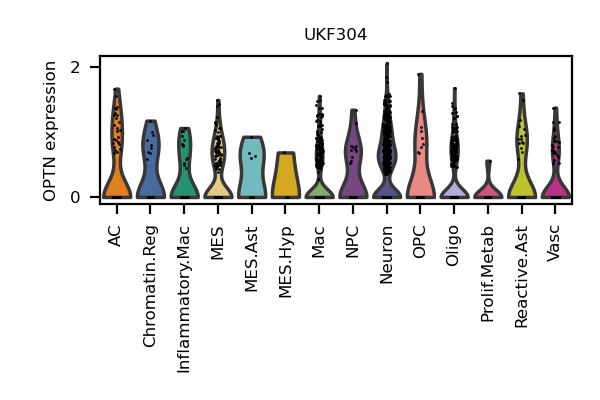 UKF304
OPTN expression
2
0
AC
Chromatin.Reg
Inflammatory.Mac
MES
MES.Ast
MES.Hyp
Mac
NPC
Neuron
OPC
Oligo
Prolif.Metab
Reactive.Ast
Vasc